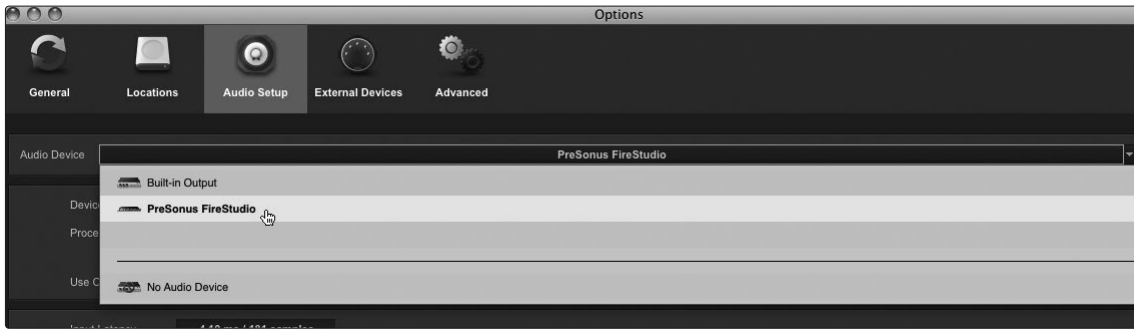 Options
General Locations Audio Setup External Devices Advanced
Audio Device PreSonus FireStudio
Built-in Output
PreSonus FireStudio
No Audio Device